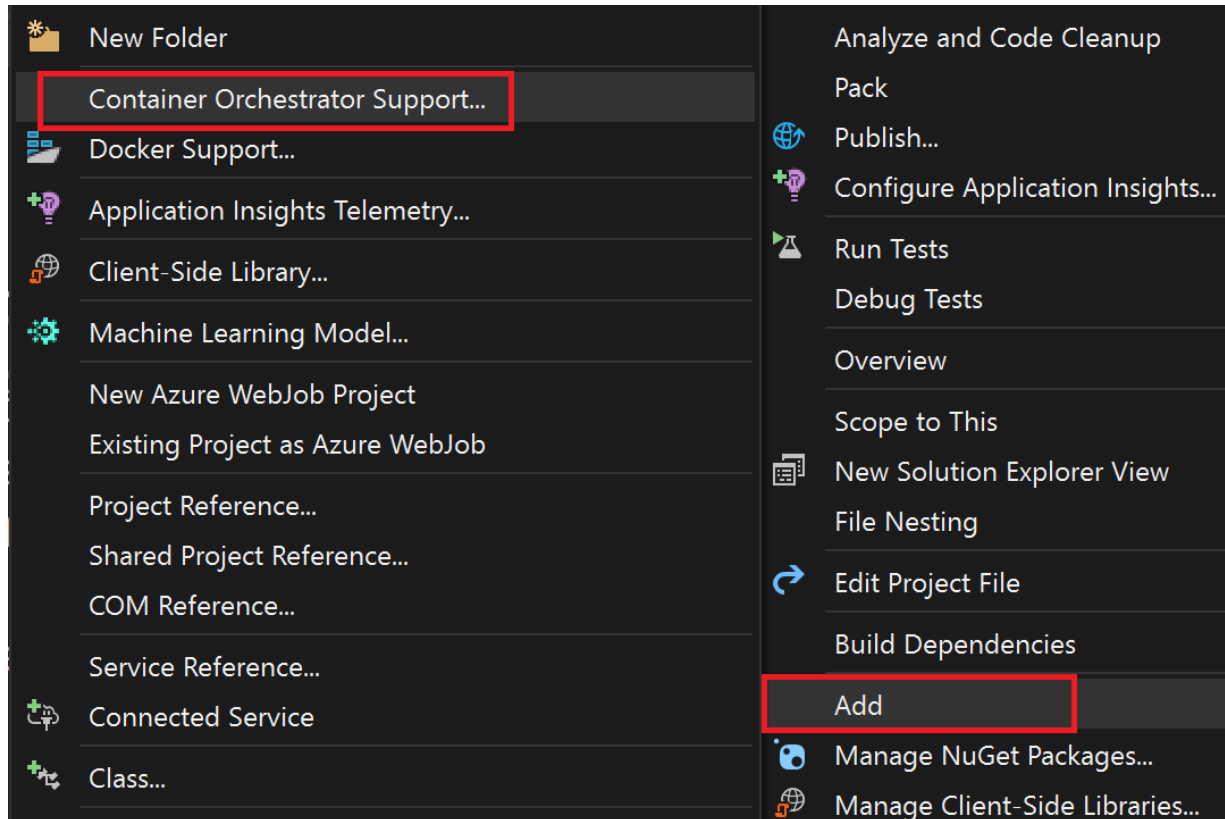 New Folder
Container Orchestrator Support...
Docker Support...
Application Insights Telemetry...
Client-Side Library...
Machine Learning Model...
New Azure WebJob Project
Existing Project as Azure WebJob
Project Reference...
Shared Project Reference...
COM Reference...
Service Reference...
Connected Service
Class...
Analyze and Code Cleanup
Pack
Publish...
Configure Application Insights...
Run Tests
Debug Tests
Overview
Scope to This
New Solution Explorer View
File Nesting
Edit Project File
Build Dependencies
Add
Manage NuGet Packages...
Manage Client-Side Libraries...